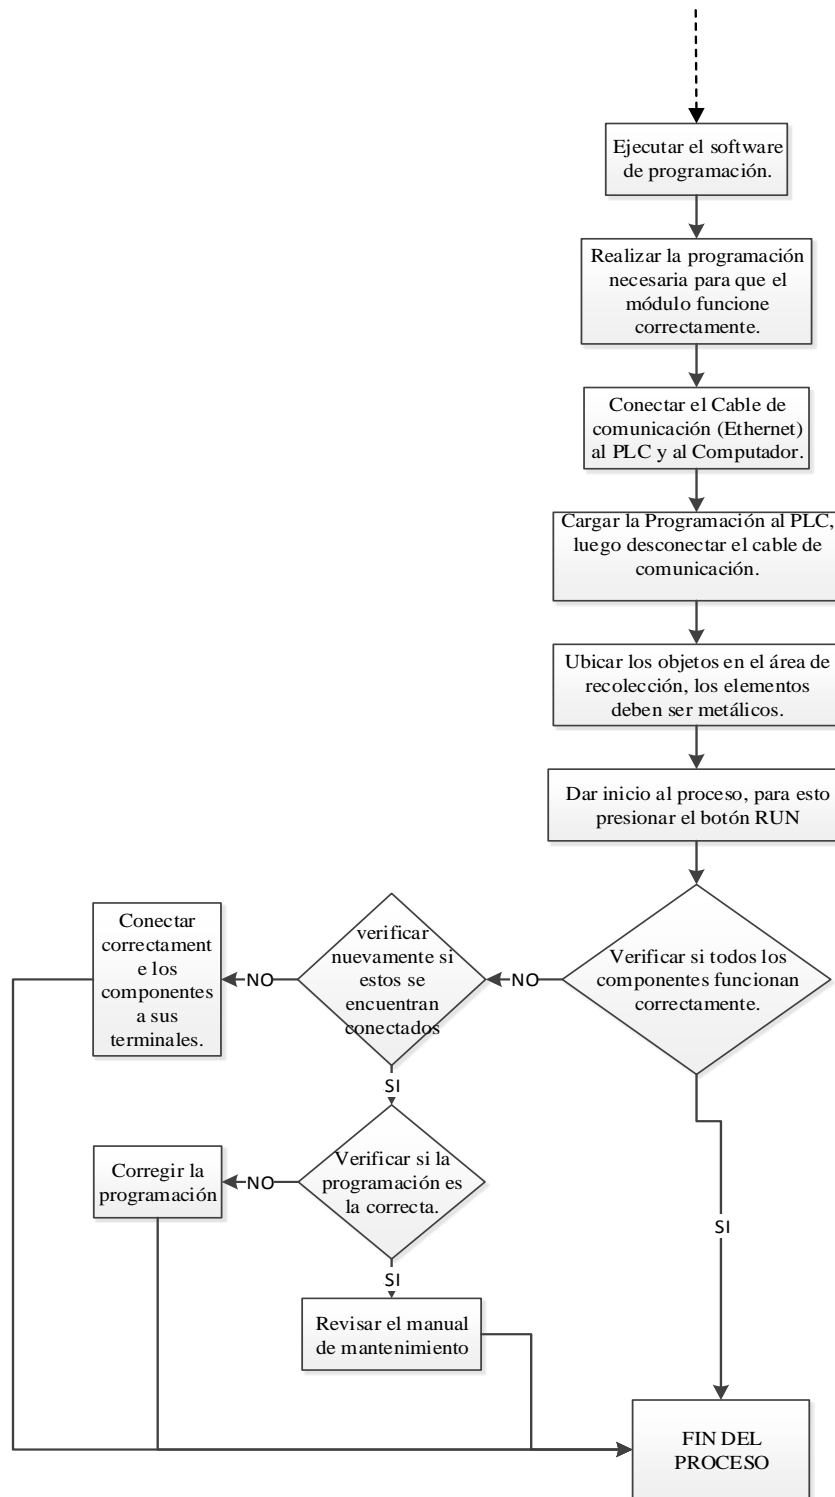 Ejecutar el software
de programación.
Realizar la programación
necesaria para que el
módulo funcione
correctamente.
Conectar el Cable de
comunicación (Ethernet)
al PLC y al Computador.
Cargar la Programación al PLC,
luego desconectar el cable de
comunicación.
Ubicar los objetos en el área de
recolección, los elementos
deben ser metálicos.
Dar inicio al proceso, para esto
presionar el botón RUN
Verificar si todos los
componentes funcionan
correctamente.
NO
verificar
nuevamente si
estos se
encuentran
conectados
NO
Conectar
correctament
e los
componentes
a sus
terminales.
SI
Verificar si la
programación es
la correcta.
NO
Corregir la
programación
SI
Revisar el manual
de mantenimiento
SI
FIN DEL
PROCESO